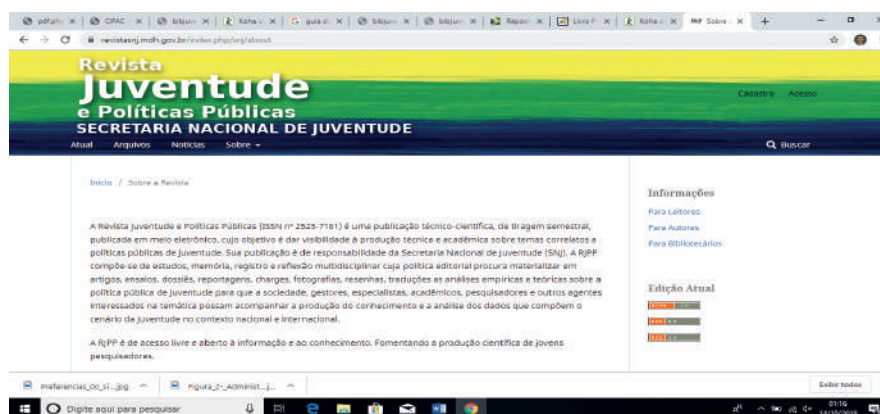 OPAC
revistasnj.mdh.gov.br/index.php/snj/about
Revista
Juventude
e Políticas Públicas
SECRETARIA NACIONAL DE JUVENTUDE
Cadastro Acesso
Atual Arquivos Notícias Sobre
Buscar
Início / Sobre a Revista
A Revista Juventude e Políticas Públicas (ISSN nº 2525-7161) é uma publicação técnico-científica, de tiragem semestral,
publicada em meio eletrônico, cujo objetivo é dar visibilidade à produção técnica e acadêmica sobre temas correlatos a
políticas públicas de juventude. Sua publicação é de responsabilidade da Secretaria Nacional de Juventude (SNJ). A RJPP
compõe-se de estudos, memória, registro e reflexão multidisciplinar cuja política editorial procura materializar em
artigos, ensaios, dossiês, reportagens, charges, fotografias, resenhas, traduções as análises empíricas e teóricas sobre a
política pública de juventude para que a sociedade, gestores, especialistas, acadêmicos, pesquisadores e outros agentes
interessados na temática possam acompanhar a produção do conhecimento e a análise dos dados que compõem o
cenário da Juventude no contexto nacional e internacional.
A RJPP é de acesso livre e aberto à informação e ao conhecimento. Fomentando a produção científica de jovens
pesquisadores.
Informações
Para Leitores
Para Autores
Para Bibliotecários
Edição Atual
Preferencias_do_si...jpg
Figura_2-_Administ...j...
Exibir todos
Digite aqui para pesquisar
01:16